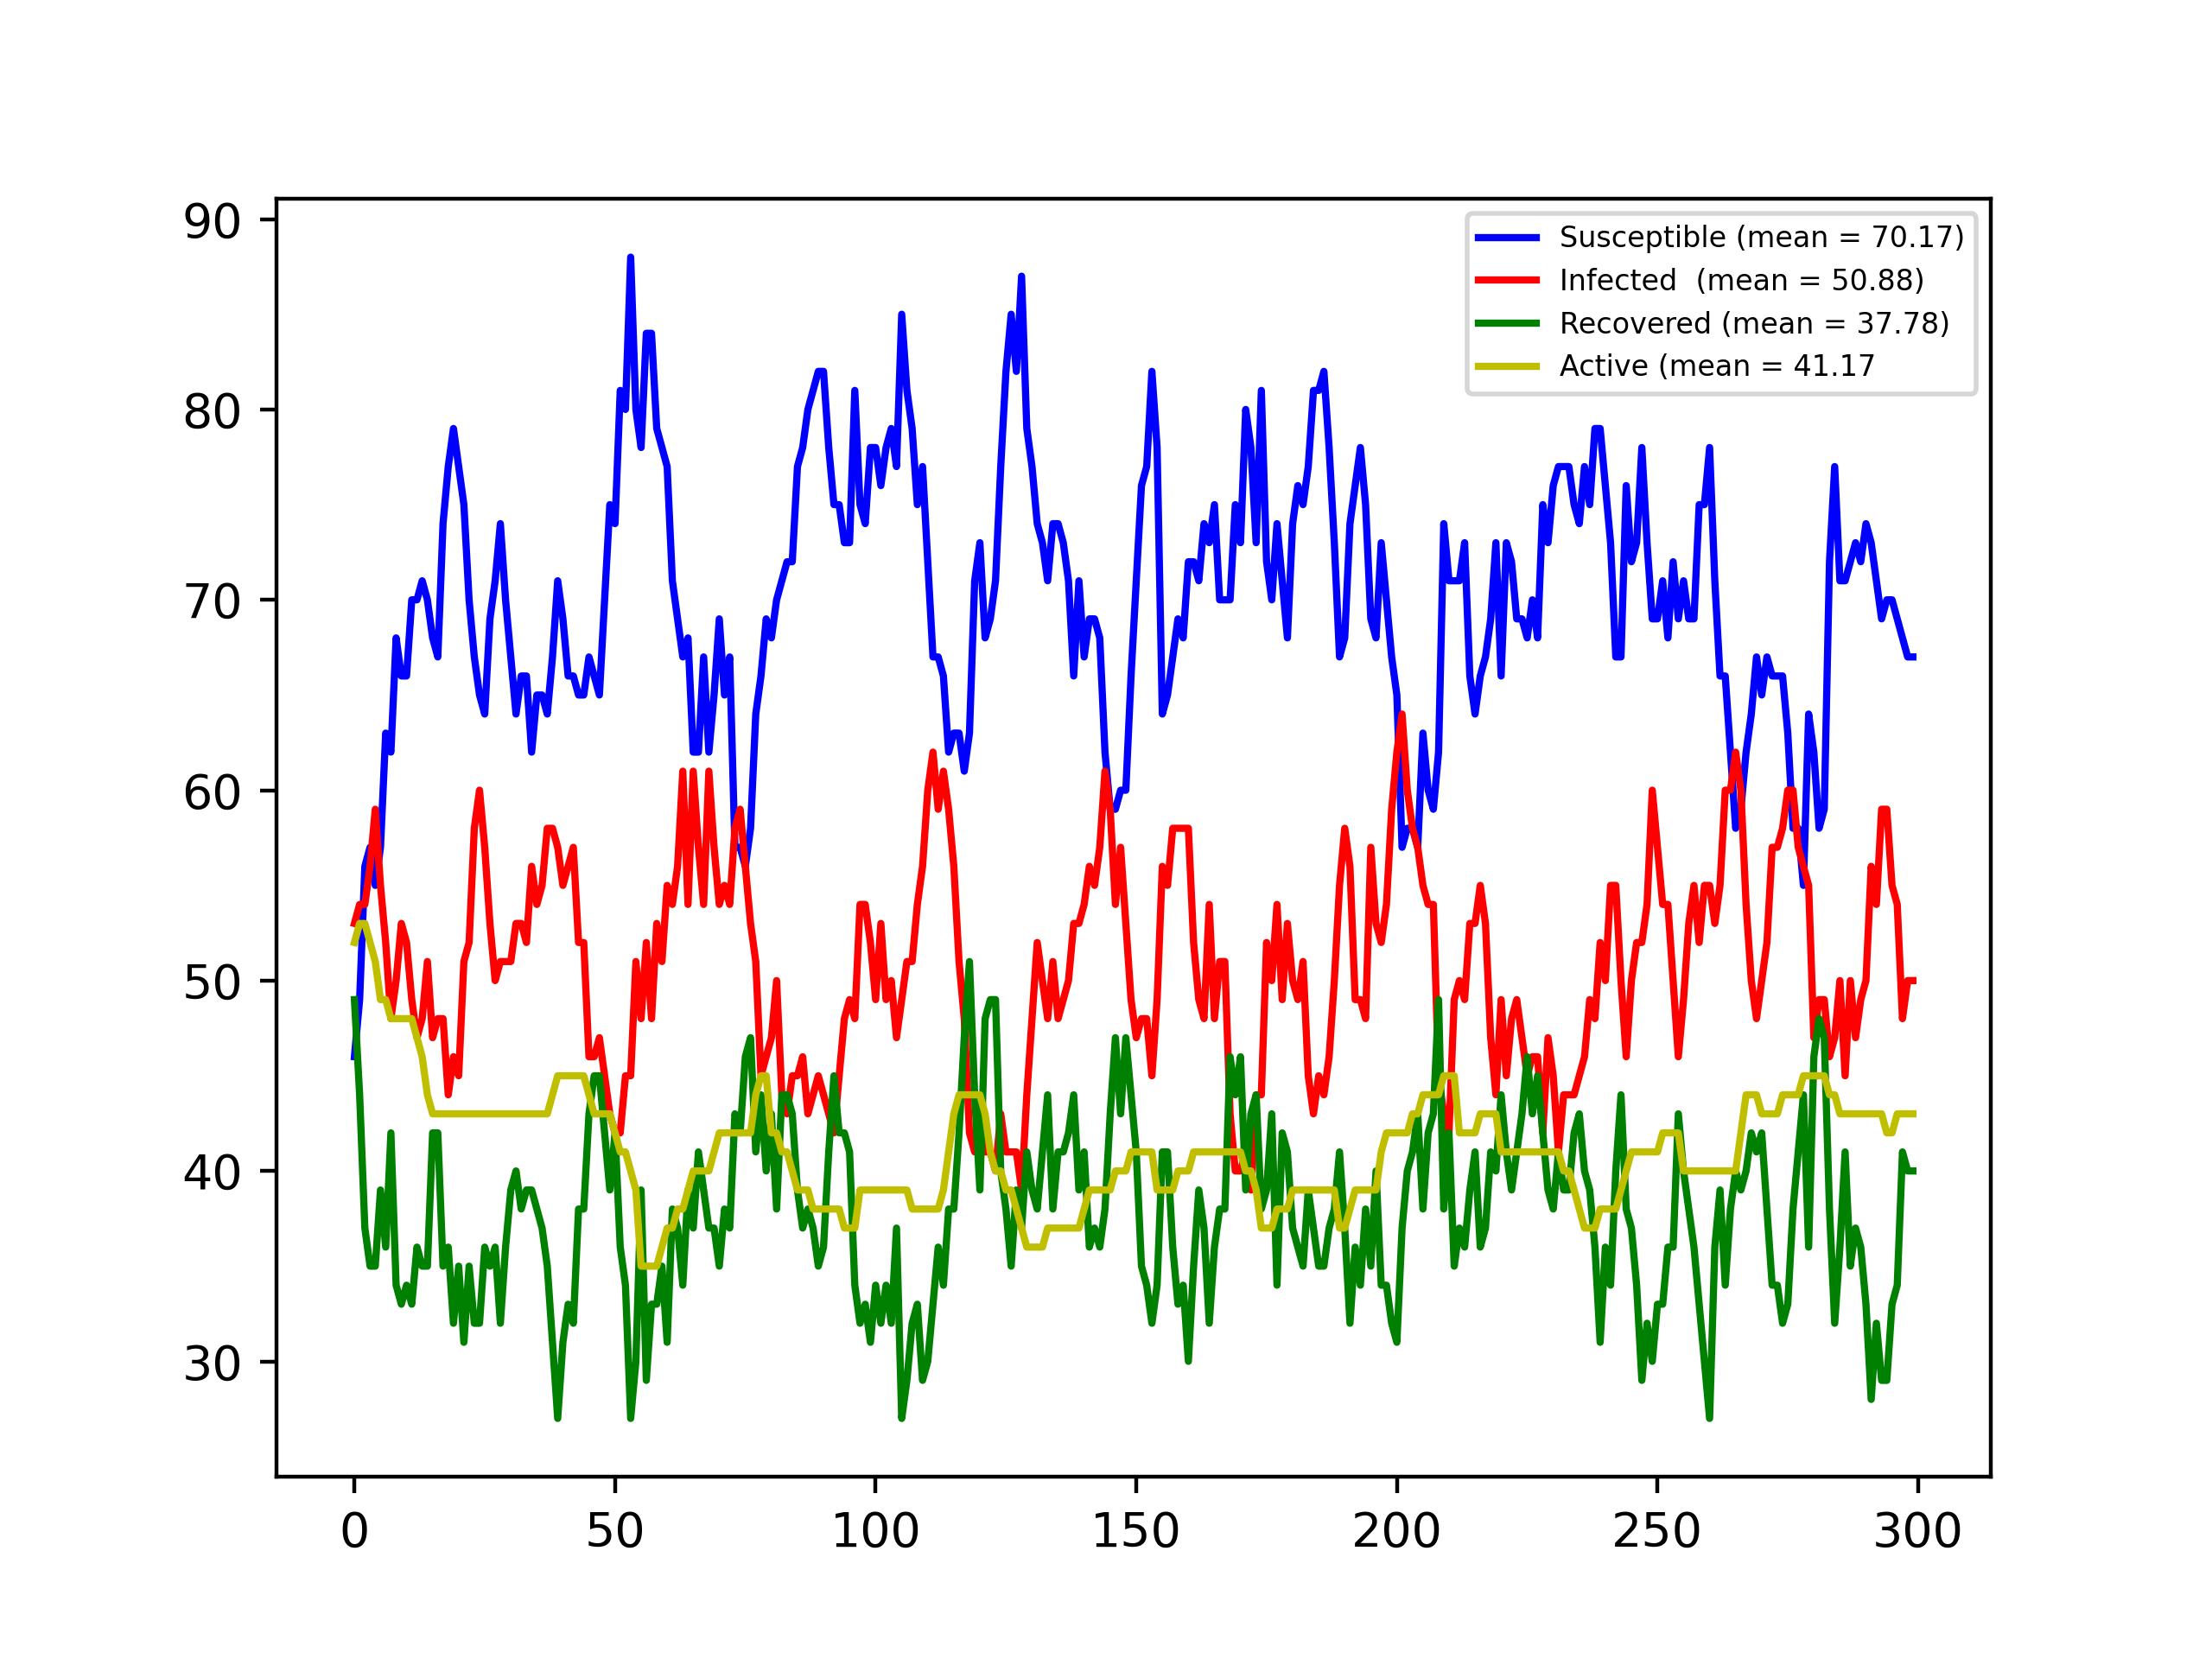 90
80
70
60
50
40
30
0 50 100 150 200 250 300
Susceptible (mean = 70.17)
Infected  (mean = 50.88)
Recovered (mean = 37.78)
Active (mean = 41.17